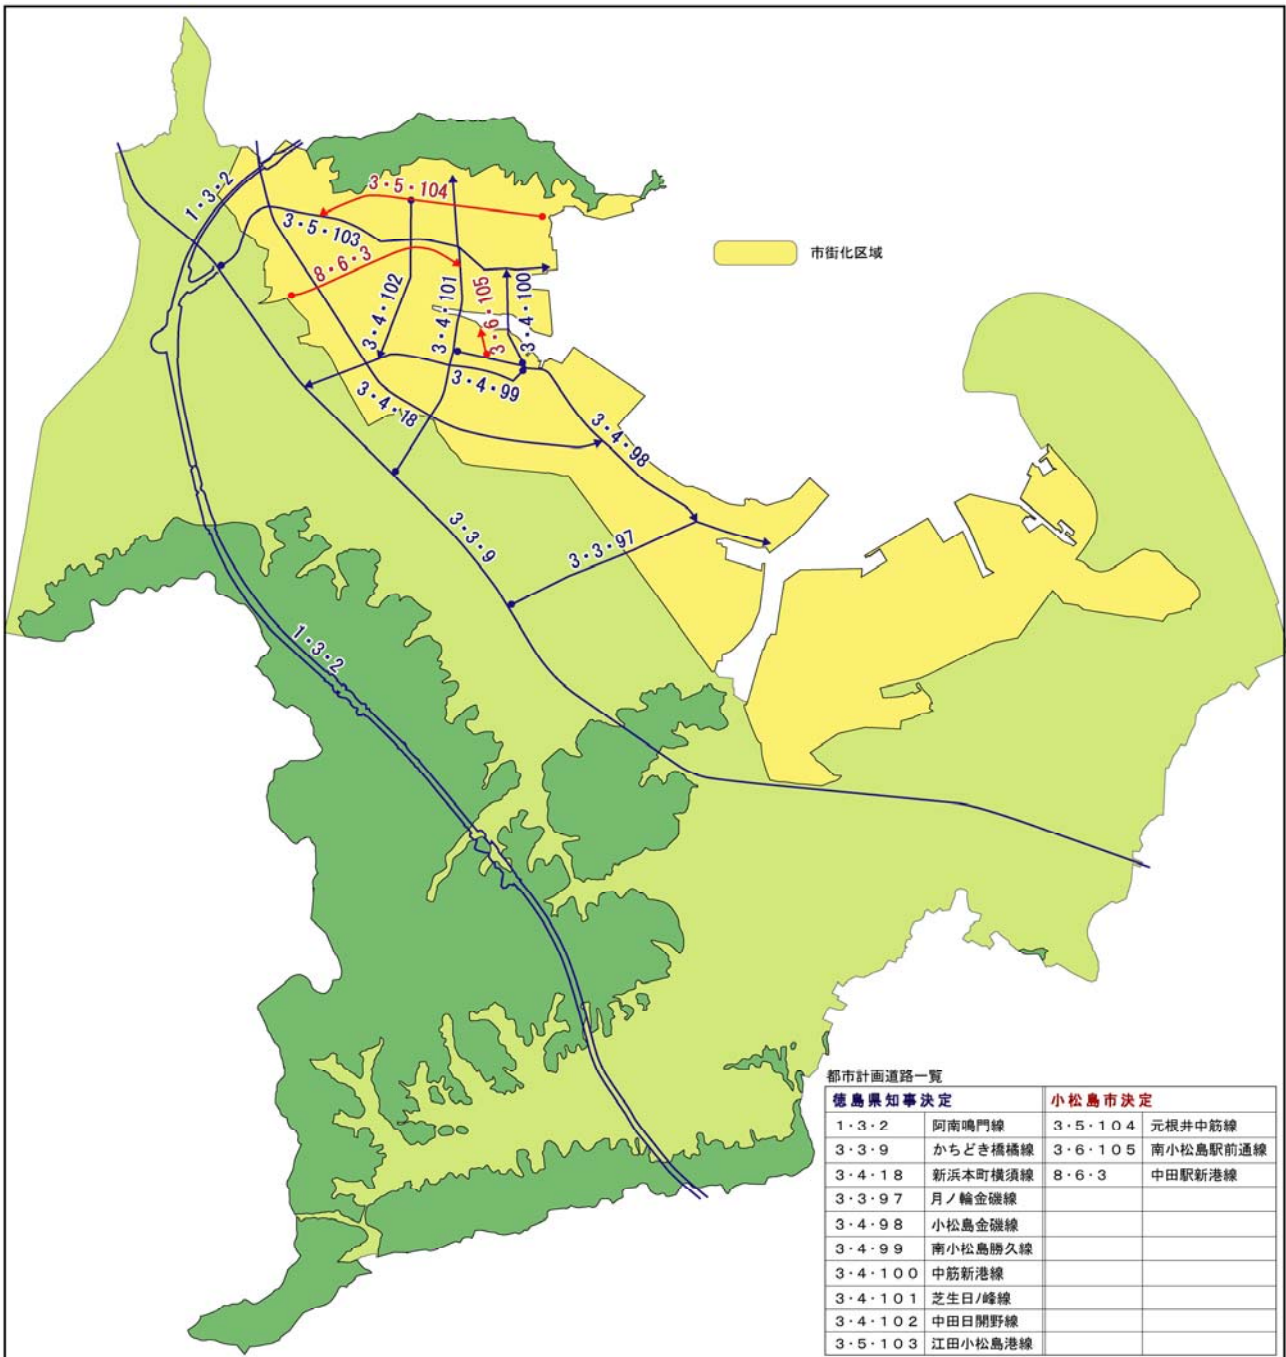 1・3・2
3・5・104
3・5・103
8・6・3
市街化区域
3・4・102
3・4・101
3・6・105
3・4・100
3・4・99
3・4・18
3・4・98
3・3・9
3・3・97
1・3・2
都市計画道路一覧
徳島県知事決定 小松島市決定
1・3・2 阿南鳴門線 3・5・104 元根井中筋線
3・3・9 かちどき橋橘線 3・6・105 南小松島駅前通線
3・4・18 新浜本町横須線 8・6・3 中田駅新港線
3・3・97 月ノ輪金磯線
3・4・98 小松島金磯線
3・4・99 南小松島勝久線
3・4・100 中筋新港線
3・4・101 芝生日ノ峰線
3・4・102 中田日開野線
3・5・103 江田小松島港線